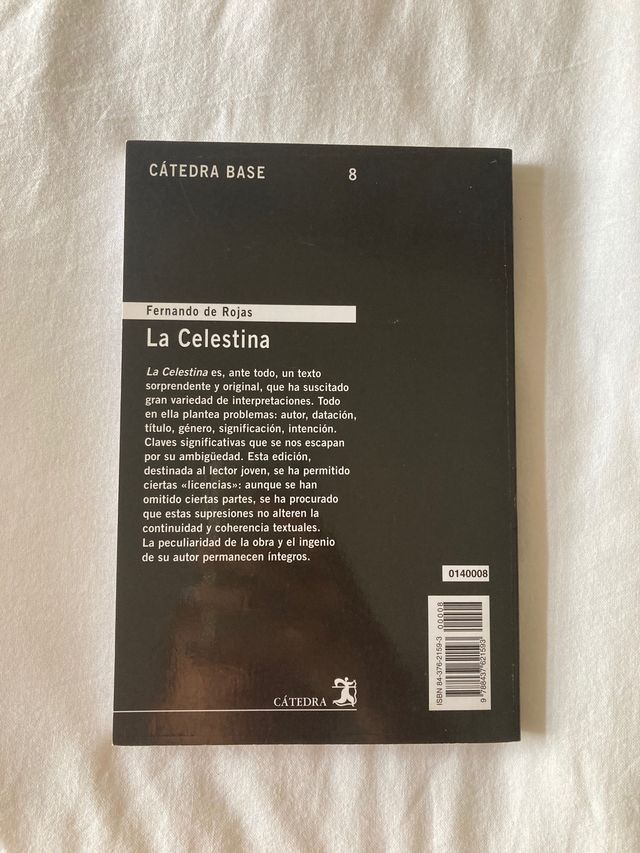 CÁTEDRA BASE 8
Fernando de Rojas
La Celestina
La Celestina es, ante todo, un texto
sorprendente y original, que ha suscitado
gran variedad de interpretaciones. Todo
en ella plantea problemas: autor, datación,
título, género, significación, intención.
Claves significativas que se nos escapan
por su ambigüedad. Esta edición,
destinada al lector joven, se ha permitido
ciertas «licencias»: aunque se han
omitido ciertas partes, se ha procurado
que estas supresiones no alteren la
continuidad y coherencia textuales.
La peculiaridad de la obra y el ingenio
de su autor permanecen íntegros.
0140008
00008
ISBN 84-376-2159-3
9 788437 621593
CÁTEDRA